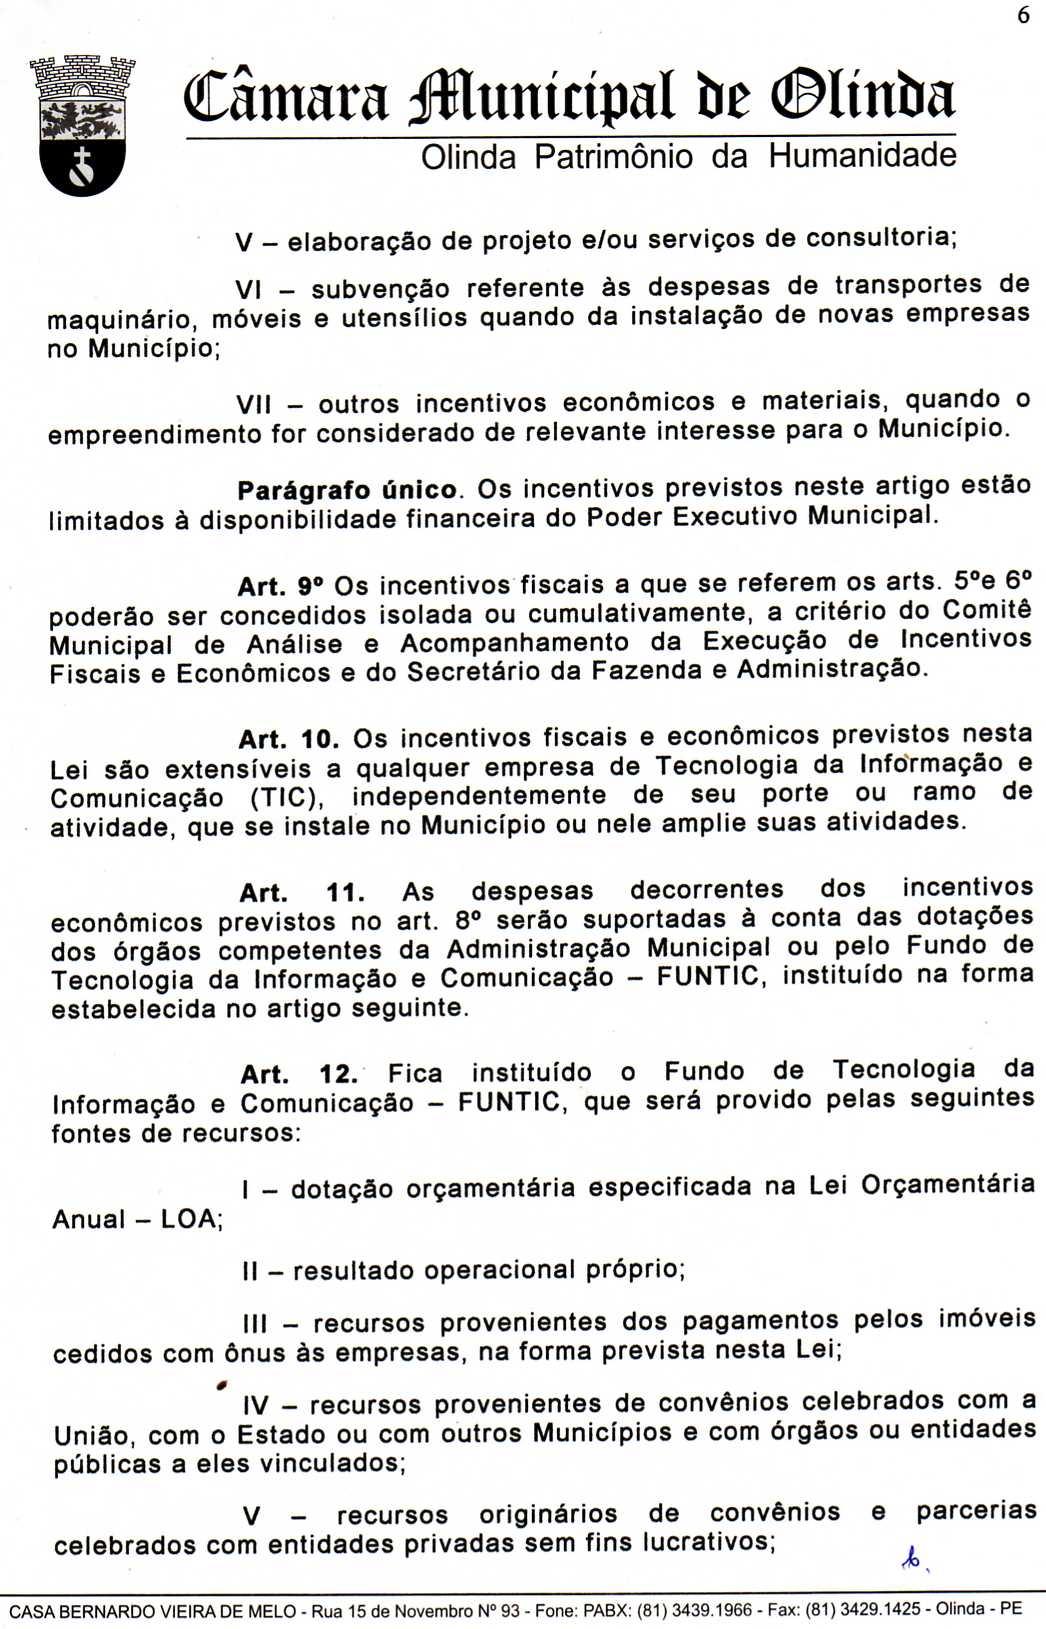 6
Câmara Municipal de Olinda
Olinda Patrimônio da Humanidade
V – elaboração de projeto e/ou serviços de consultoria;
VI – subvenção referente às despesas de transportes de
maquinário, móveis e utensílios quando da instalação de novas empresas
no Município;
VII – outros incentivos econômicos e materiais, quando o
empreendimento for considerado de relevante interesse para o Município.
Parágrafo único. Os incentivos previstos neste artigo estão
limitados à disponibilidade financeira do Poder Executivo Municipal.
Art. 9º Os incentivos fiscais a que se referem os arts. 5ºe 6º
poderão ser concedidos isolada ou cumulativamente, a critério do Comitê
Municipal de Análise e Acompanhamento da Execução de Incentivos
Fiscais e Econômicos e do Secretário da Fazenda e Administração.
Art. 10. Os incentivos fiscais e econômicos previstos nesta
Lei são extensíveis a qualquer empresa de Tecnologia da Informação e
Comunicação (TIC), independentemente de seu porte ou ramo de
atividade, que se instale no Município ou nele amplie suas atividades.
Art. 11. As despesas decorrentes dos incentivos
econômicos previstos no art. 8º serão suportadas à conta das dotações
dos órgãos competentes da Administração Municipal ou pelo Fundo de
Tecnologia da Informação e Comunicação – FUNTIC, instituído na forma
estabelecida no artigo seguinte.
Art. 12. Fica instituído o Fundo de Tecnologia da
Informação e Comunicação – FUNTIC, que será provido pelas seguintes
fontes de recursos:
I – dotação orçamentária especificada na Lei Orçamentária
Anual – LOA;
II – resultado operacional próprio;
III – recursos provenientes dos pagamentos pelos imóveis
cedidos com ônus às empresas, na forma prevista nesta Lei;
IV – recursos provenientes de convênios celebrados com a
União, com o Estado ou com outros Municípios e com órgãos ou entidades
públicas a eles vinculados;
V – recursos originários de convênios e parcerias
celebrados com entidades privadas sem fins lucrativos;
CASA BERNARDO VIEIRA DE MELO - Rua 15 de Novembro Nº 93 - Fone: PABX: (81) 3439.1966 - Fax: (81) 3429.1425 - Olinda - PE